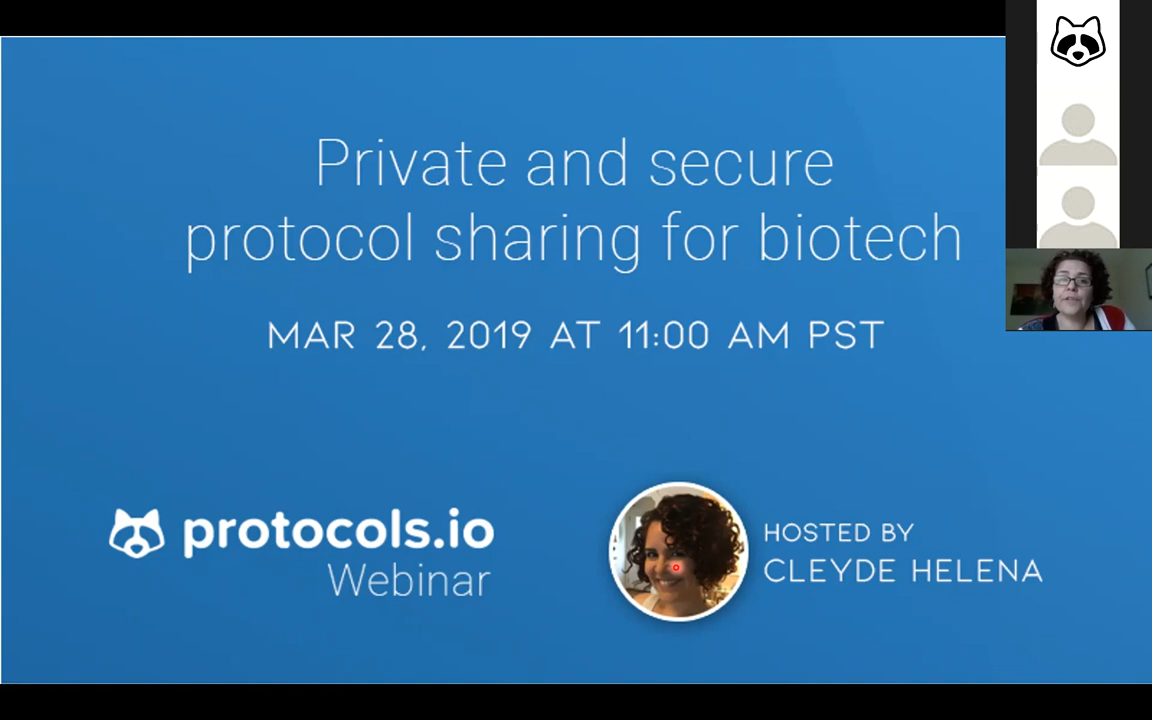 Private and secure
protocol sharing for biotech
MAR 28, 2019 AT 11:00 AM PST
protocols.io
Webinar
HOSTED BY
CLEYDE HELENA